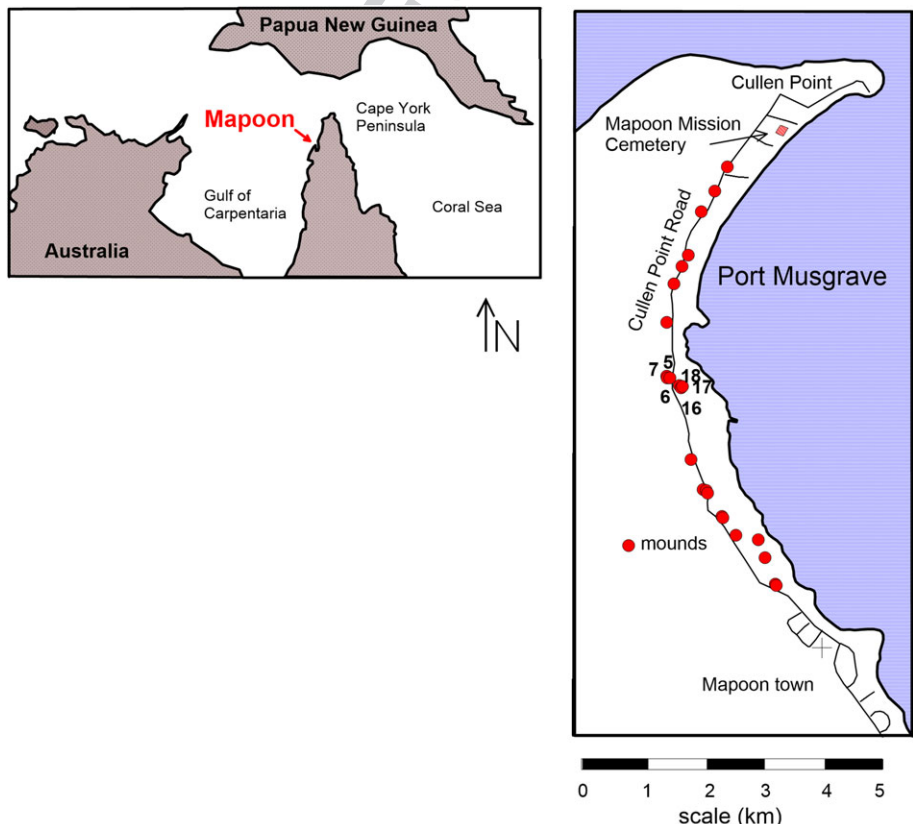 Papua New Guinea
Mapoon
Cape York
Peninsula
Gulf of
Carpentaria
Coral Sea
Australia
N
Cullen Point
Mapoon Mission
Cemetery
Cullen Point Road
Port Musgrave
7 5 18 17
6 16
mounds
Mapoon town
0 1 2 3 4 5
scale (km)